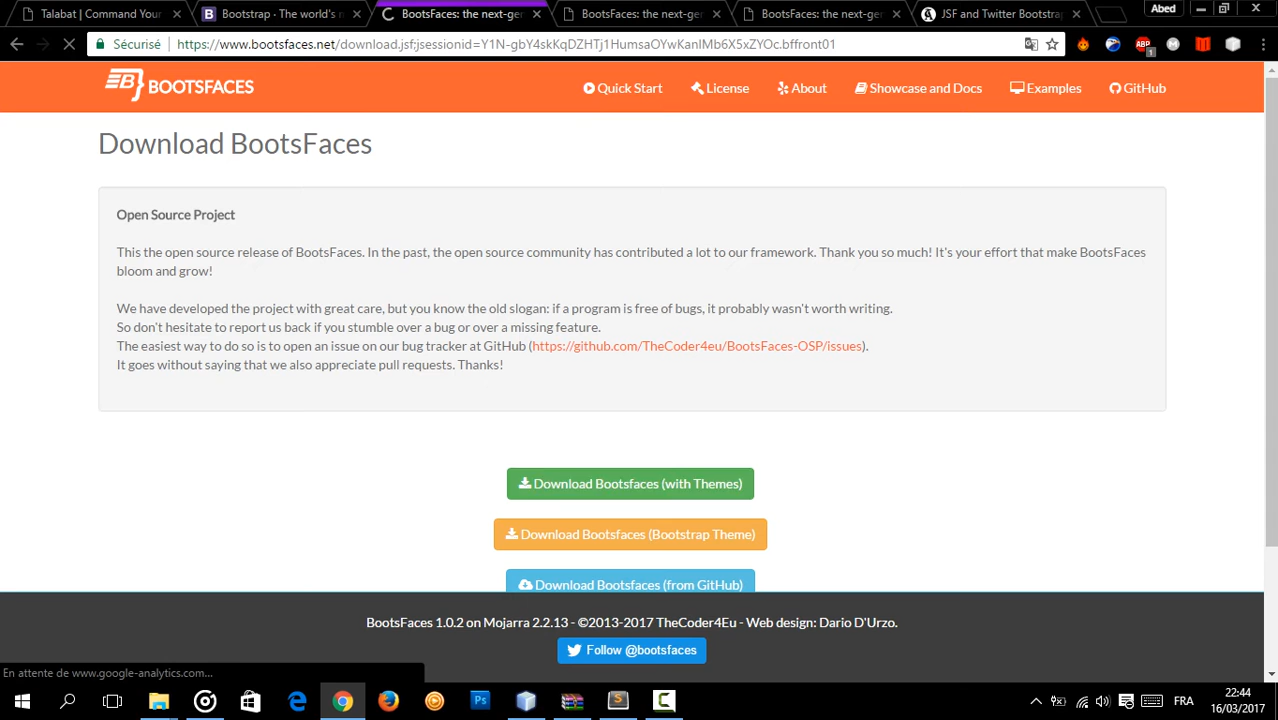 Talabat | Command Your
Bootstrap · The world's n
BootsFaces: the next-ger
BootsFaces: the next-ger
BootsFaces: the next-ger
JSF and Twitter Bootstrap
Abed
Sécurisé
https://www.bootsfaces.net/download.jsf;jsessionid=Y1N-gbY4skKqDZHTj1HumsaOYwKanIMb6X5xZYOc.bffront01
ABP
1
BOOTSFACES
Quick Start
License
About
Showcase and Docs
Examples
GitHub
Download BootsFaces
Open Source Project
This the open source release of BootsFaces. In the past, the open source community has contributed a lot to our framework. Thank you so much! It's your effort that make BootsFaces
bloom and grow!
We have developed the project with great care, but you know the old slogan: if a program is free of bugs, it probably wasn't worth writing.
So don't hesitate to report us back if you stumble over a bug or over a missing feature.
The easiest way to do so is to open an issue on our bug tracker at GitHub (https://github.com/TheCoder4eu/BootsFaces-OSP/issues).
It goes without saying that we also appreciate pull requests. Thanks!
Download Bootsfaces (with Themes)
Download Bootsfaces (Bootstrap Theme)
Download Bootsfaces (from GitHub)
BootsFaces 1.0.2 on Mojarra 2.2.13 - ©2013-2017 TheCoder4Eu - Web design: Dario D'Urzo.
Follow @bootsfaces
En attente de www.google-analytics.com...
Ps
FR
22:44
16/03/2017